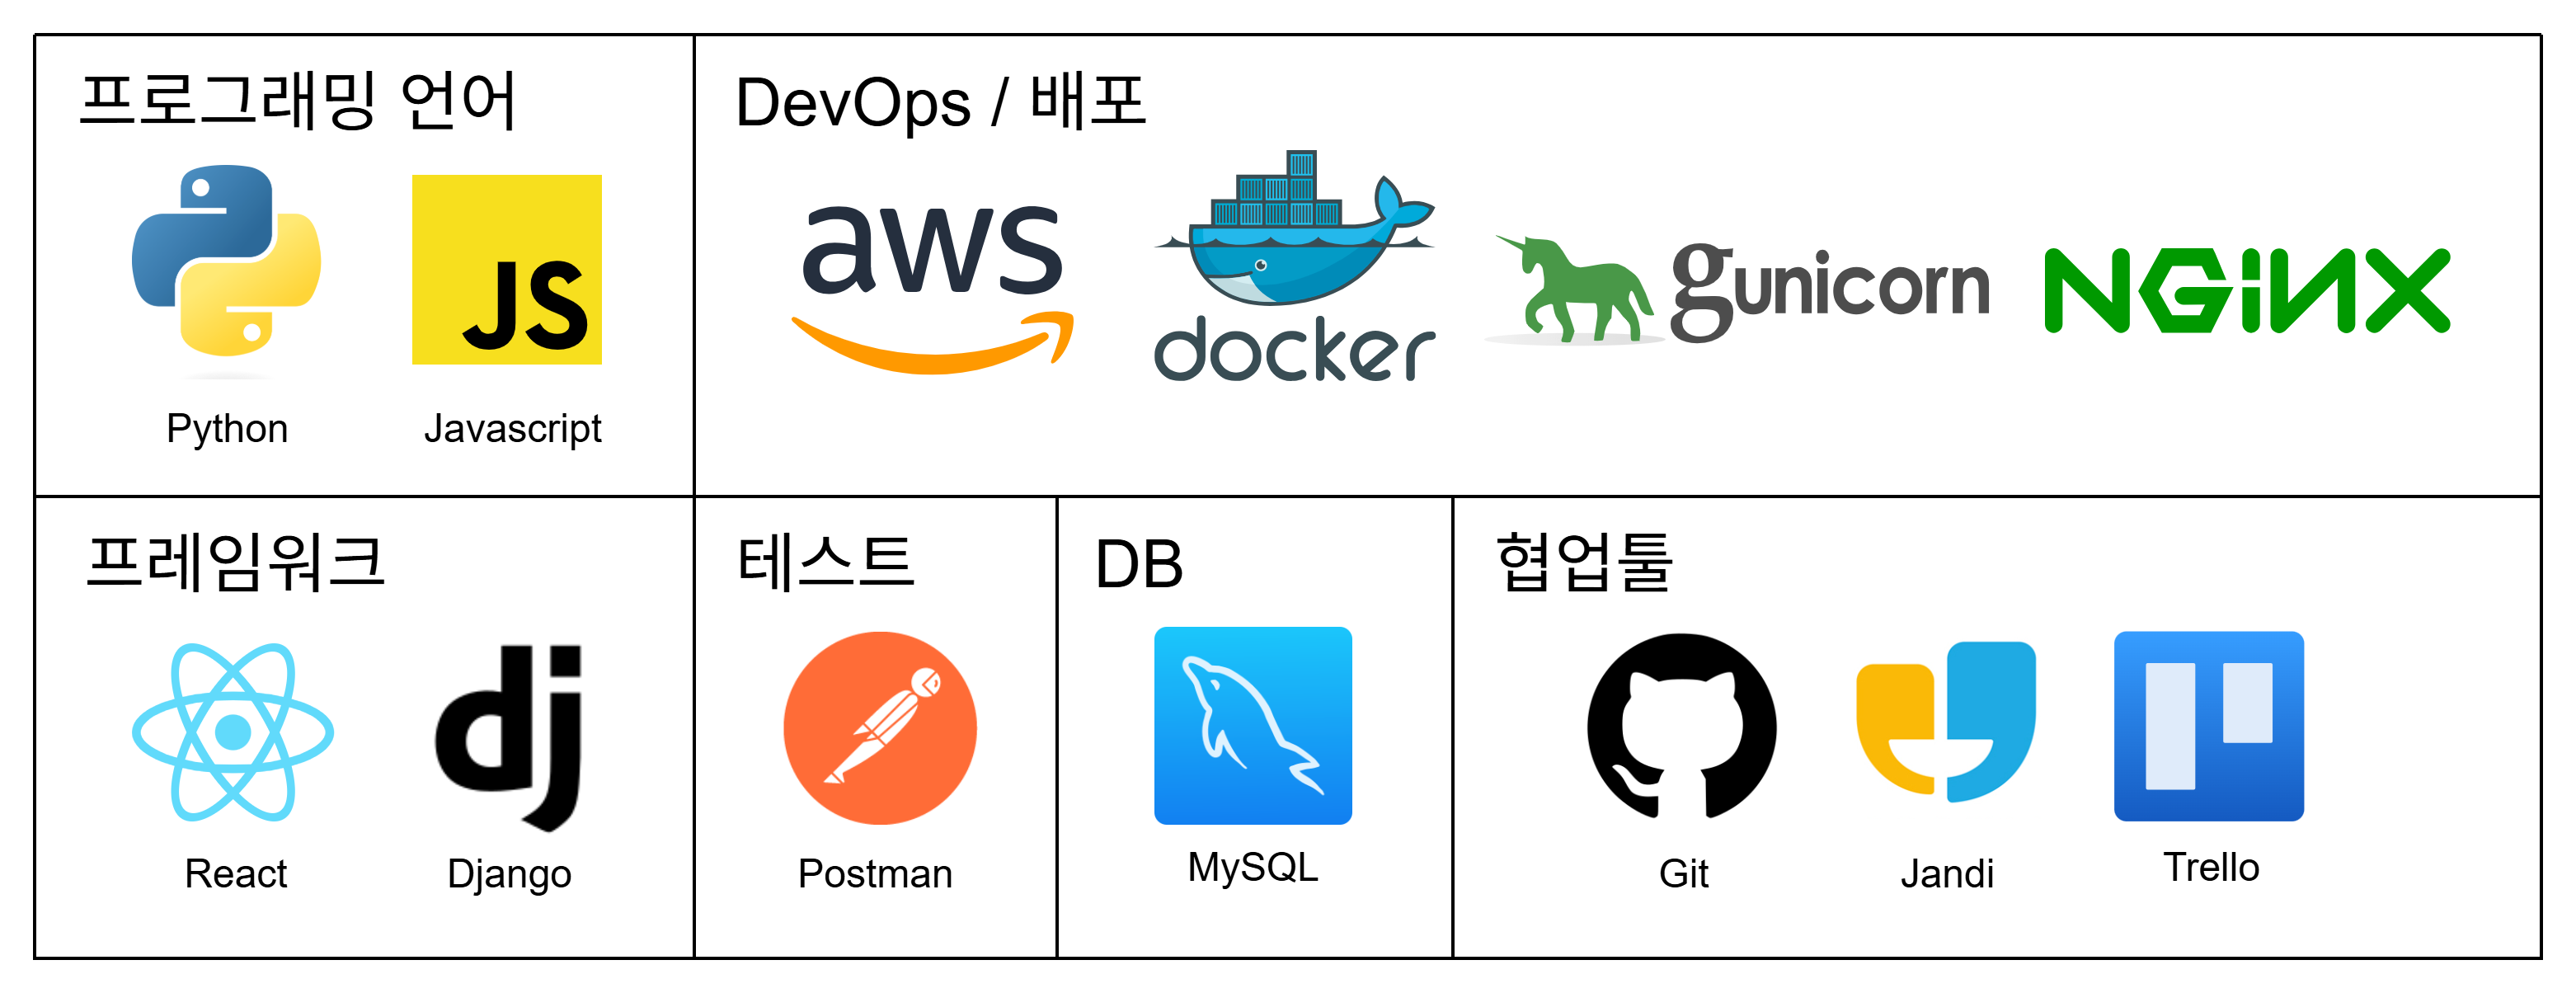 프로그래밍 언어
JS
Python
Javascript
DevOps / 배포
aws
docker
gunicorn
NGiNX
프레임워크
dj
React
Django
테스트
Postman
DB
MySQL
협업툴
Git
Jandi
Trello